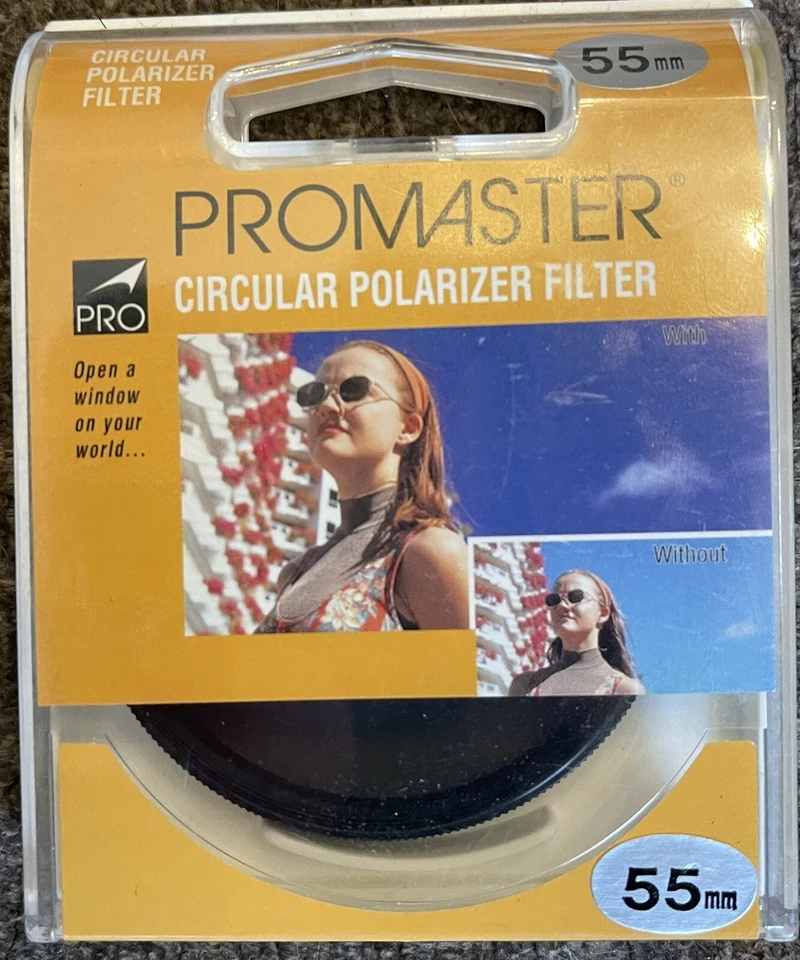 CIRCULAR
POLARIZER
FILTER
55mm
PROMASTER®
CIRCULAR POLARIZER FILTER
PRO
Open a
window
on your
world...
With
Without
55mm